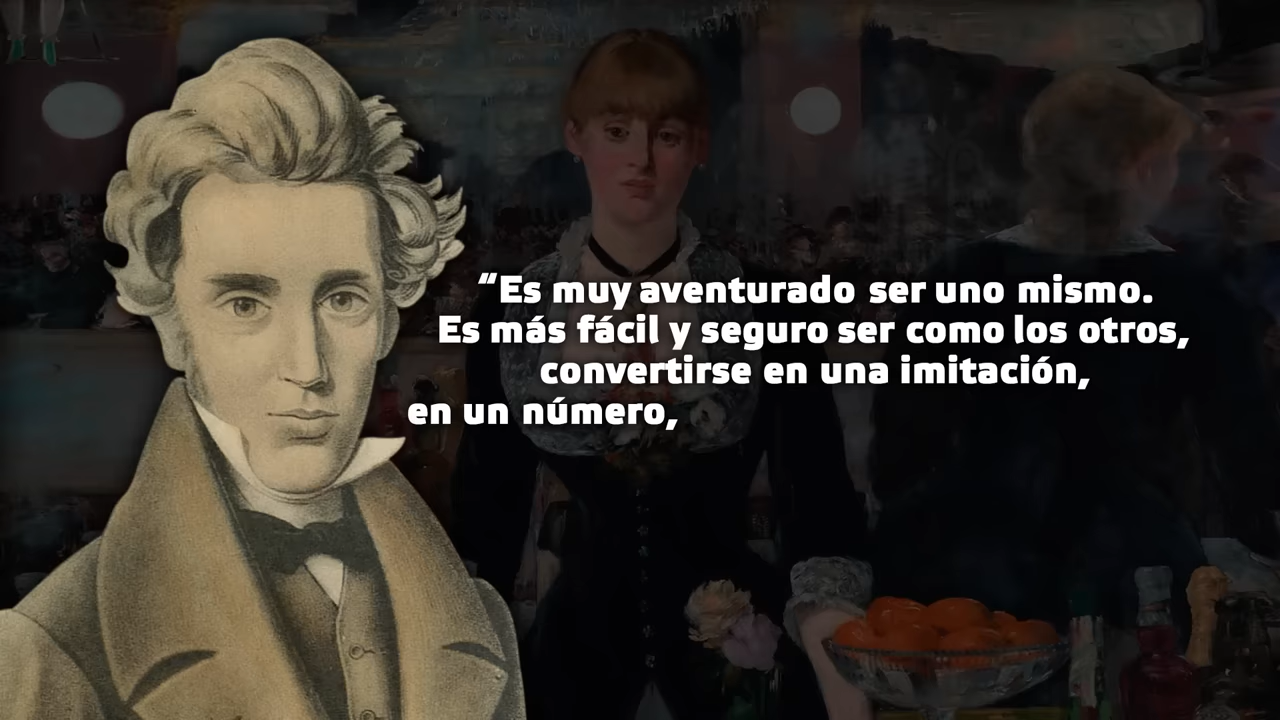 “Es muy aventurado ser uno mismo.
Es más fácil y seguro ser como los otros,
convertirse en una imitación,
en un número,